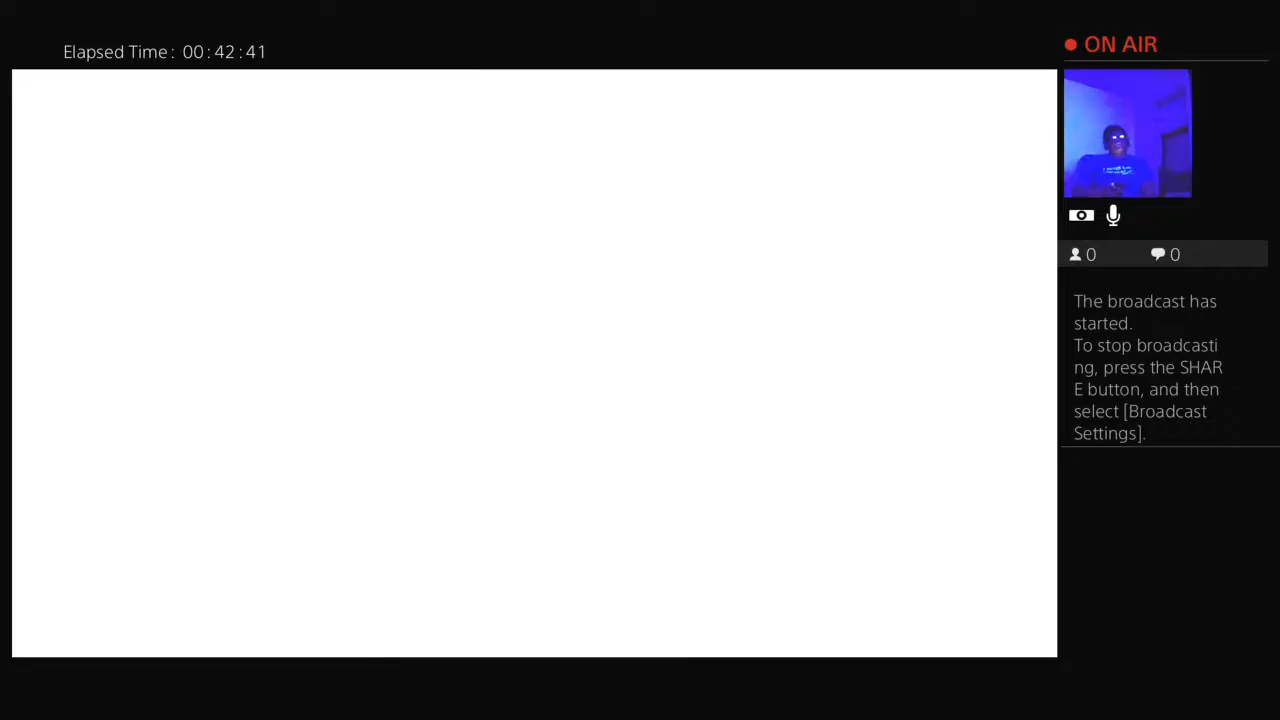 Elapsed Time: 00:42:41
ON AIR
0
0
The broadcast has
started.
To stop broadcasti
ng, press the SHAR
E button, and then
select [Broadcast
Settings].